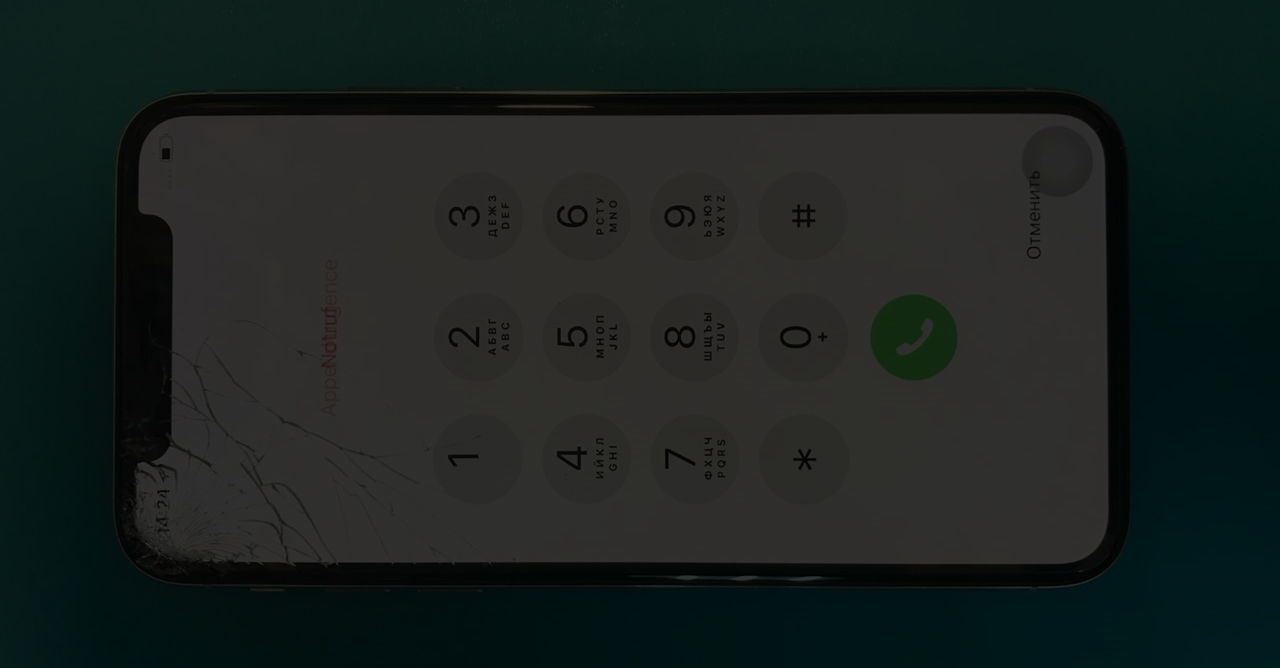 14:24
Notruf
1 2 3
АБВГ ДЕЖЗ
ABC DEF
4 5 6
ИЙКЛ МНОП РСТУ
GHI JKL MNO
7 8 9
ФХЦЧ ШЩЪЫ ЬЭЮЯ
PQRS TUV WXYZ
* 0 #
+
Отменить